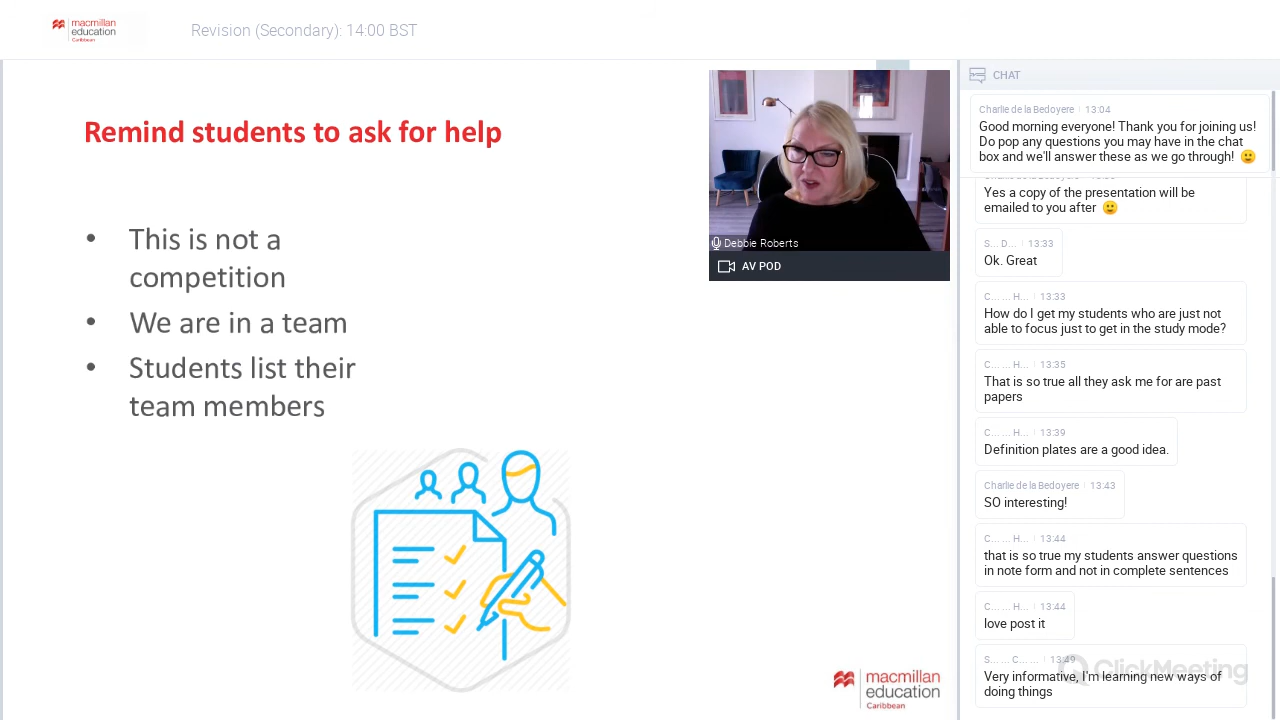 macmillan
education
Caribbean
Revision (Secondary): 14:00 BST
Remind students to ask for help
• This is not a
competition
• We are in a team
• Students list their
team members
Debbie Roberts
AV POD
macmillan
education
Caribbean
CHAT
Charlie de la Bedoyere 13:04
Good morning everyone! Thank you for joining us!
Do pop any questions you may have in the chat
box and we'll answer these as we go through! 🙂
Yes a copy of the presentation will be
emailed to you after 🙂
S... D... 13:33
Ok. Great
C... ... H... 13:33
How do I get my students who are just not
able to focus just to get in the study mode?
C... ... H... 13:35
That is so true all they ask me for are past
papers
C... ... H... 13:39
Definition plates are a good idea.
Charlie de la Bedoyere 13:43
SO interesting!
C... ... H... 13:44
that is so true my students answer questions
in note form and not in complete sentences
C... ... H... 13:44
love post it
S... ... C... ... 13:49
ClickMeeting
Very informative, I'm learning new ways of
doing things